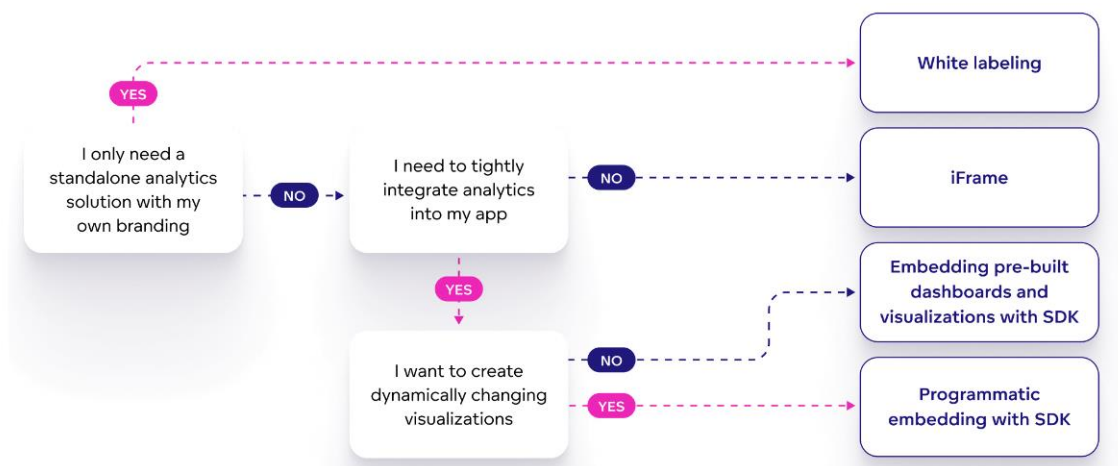 White labeling
YES
I only need a
standalone analytics
solution with my
own branding
NO
I need to tightly
integrate analytics
into my app
NO
iFrame
YES
Embedding pre-built
dashboards and
visualizations with SDK
I want to create
dynamically changing
visualizations
NO
YES
Programmatic
embedding with SDK